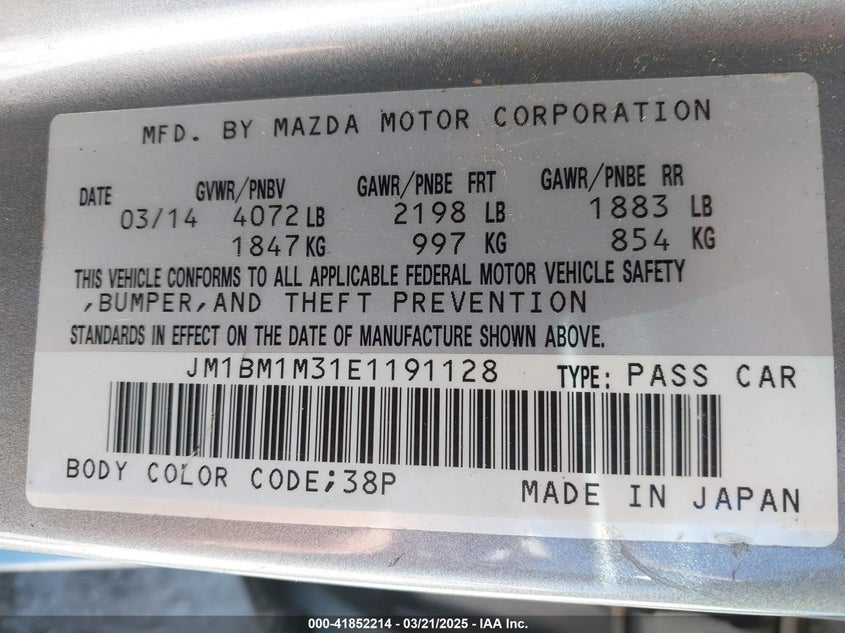 MFD. BY MAZDA MOTOR CORPORATION
DATE GVWR/PNBV GAWR/PNBE FRT GAWR/PNBE RR
03/14 4072 LB 2198 LB 1883 LB
1847 KG 997 KG 854 KG
THIS VEHICLE CONFORMS TO ALL APPLICABLE FEDERAL MOTOR VEHICLE SAFETY
,BUMPER,AND THEFT PREVENTION
STANDARDS IN EFFECT ON THE DATE OF MANUFACTURE SHOWN ABOVE.
JM1BM1M31E1191128 TYPE: PASS CAR
BODY COLOR CODE;38P MADE IN JAPAN
000-41852214 - 03/21/2025 - IAA Inc.